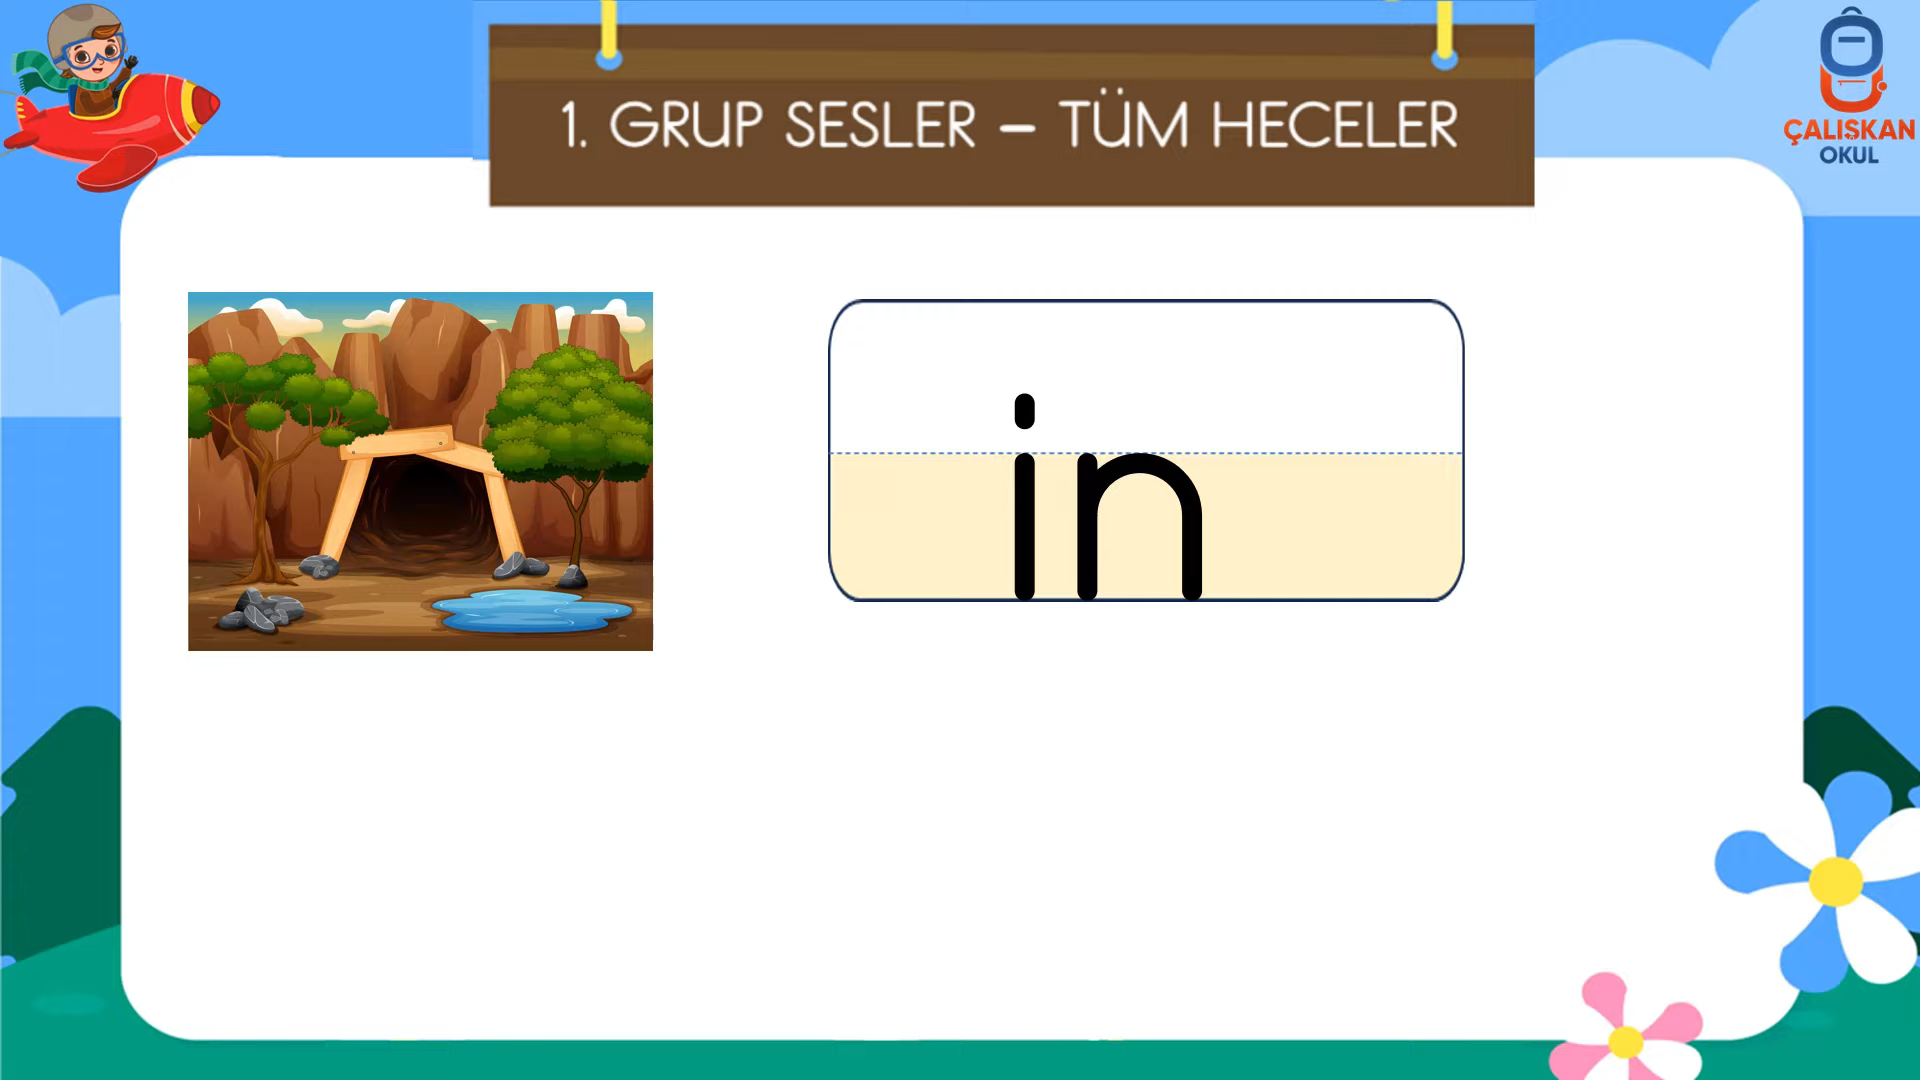 1. GRUP SESLER – TÜM HECELER
ÇALIŞKAN
OKUL
in